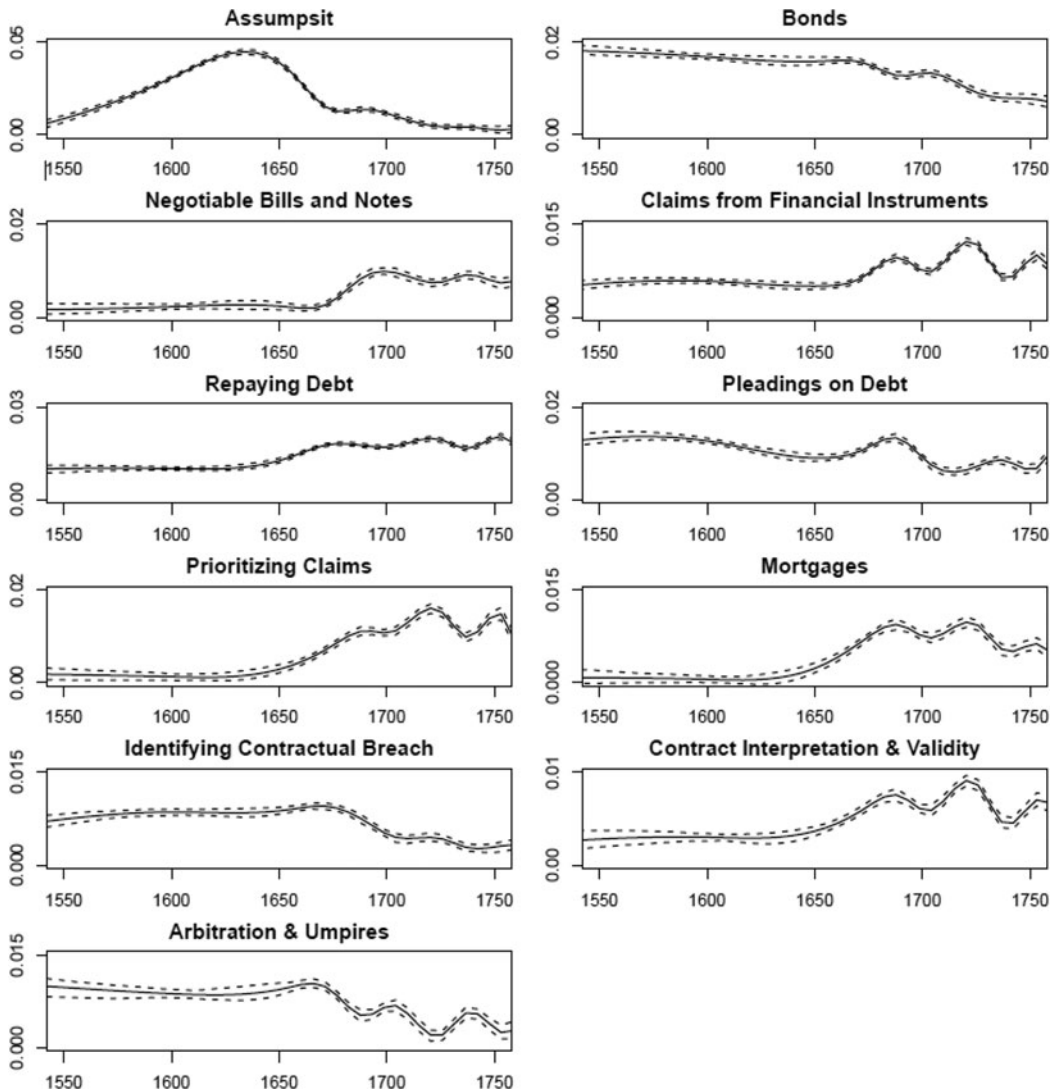 Assumpsit
0.05
0.00
1550 1600 1650 1700 1750
Bonds
0.02
0.00
1550 1600 1650 1700 1750
Negotiable Bills and Notes
0.02
0.00
1550 1600 1650 1700 1750
Claims from Financial Instruments
0.015
0.000
1550 1600 1650 1700 1750
Repaying Debt
0.03
0.00
1550 1600 1650 1700 1750
Pleadings on Debt
0.02
0.00
1550 1600 1650 1700 1750
Prioritizing Claims
0.02
0.00
1550 1600 1650 1700 1750
Mortgages
0.015
0.000
1550 1600 1650 1700 1750
Identifying Contractual Breach
0.015
0.000
1550 1600 1650 1700 1750
Contract Interpretation & Validity
0.01
0.00
1550 1600 1650 1700 1750
Arbitration & Umpires
0.015
0.000
1550 1600 1650 1700 1750